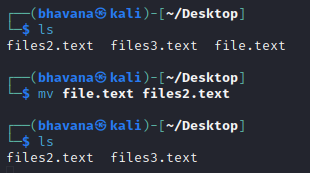 ┌──(bhavana㉿kali)-[~/Desktop]
└─$ ls
files2.text  files3.text  file.text
┌──(bhavana㉿kali)-[~/Desktop]
└─$ mv file.text files2.text
┌──(bhavana㉿kali)-[~/Desktop]
└─$ ls
files2.text  files3.text